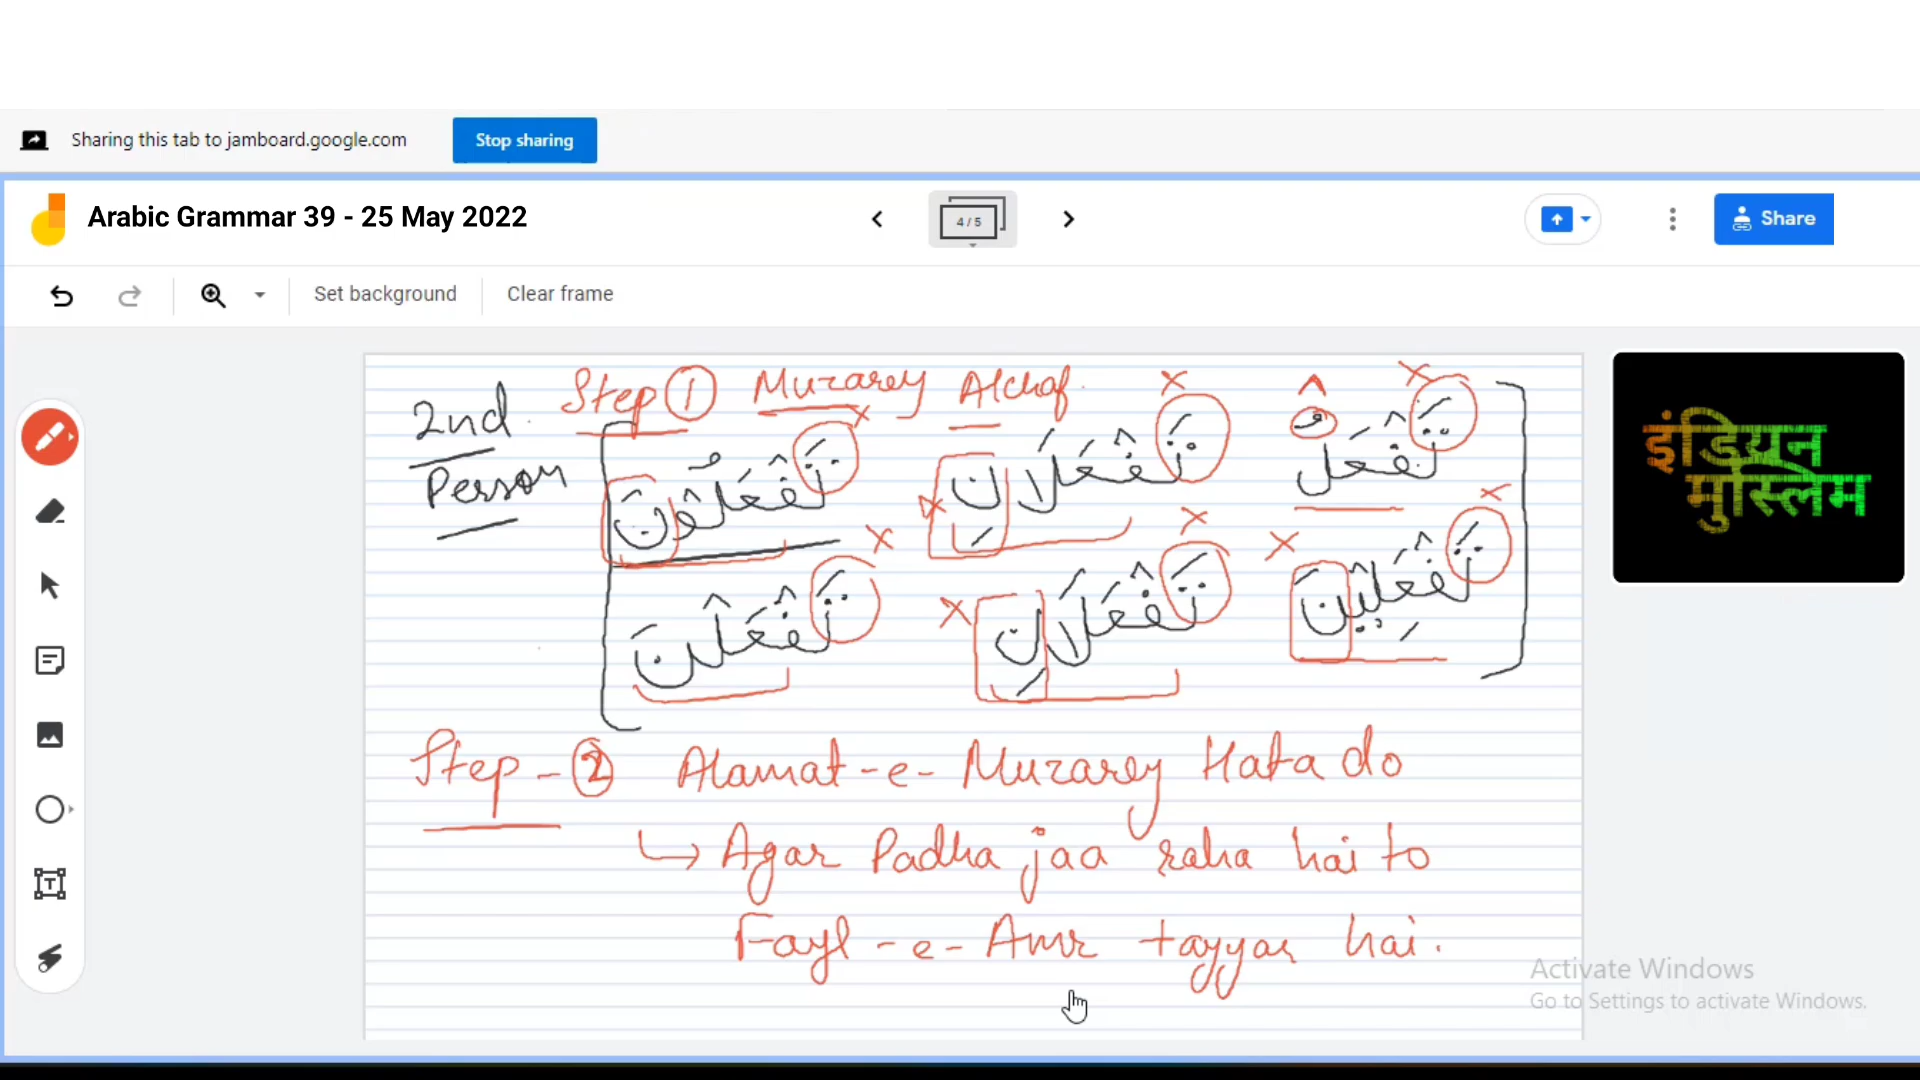 Sharing this tab to jamboard.google.com
Stop sharing
Arabic Grammar 39 - 25 May 2022
4 / 5
Share
Set background
Clear frame
2nd Person
Step ① Muzarey
تَفْعَلُ تَفْعَلَانِ تَفْعَلُوْنَ
تَفْعَلِيْنَ تَفْعَلَانِ تَفْعَلْنَ
Step - ② Alamat - e - Muzarey Hata do
↳ Agar Padha jaa raha hai to
Fayl - e - Amr tayyar hai.
इंडियन
मुस्लिम
Activate Windows
Go to Settings to activate Windows.